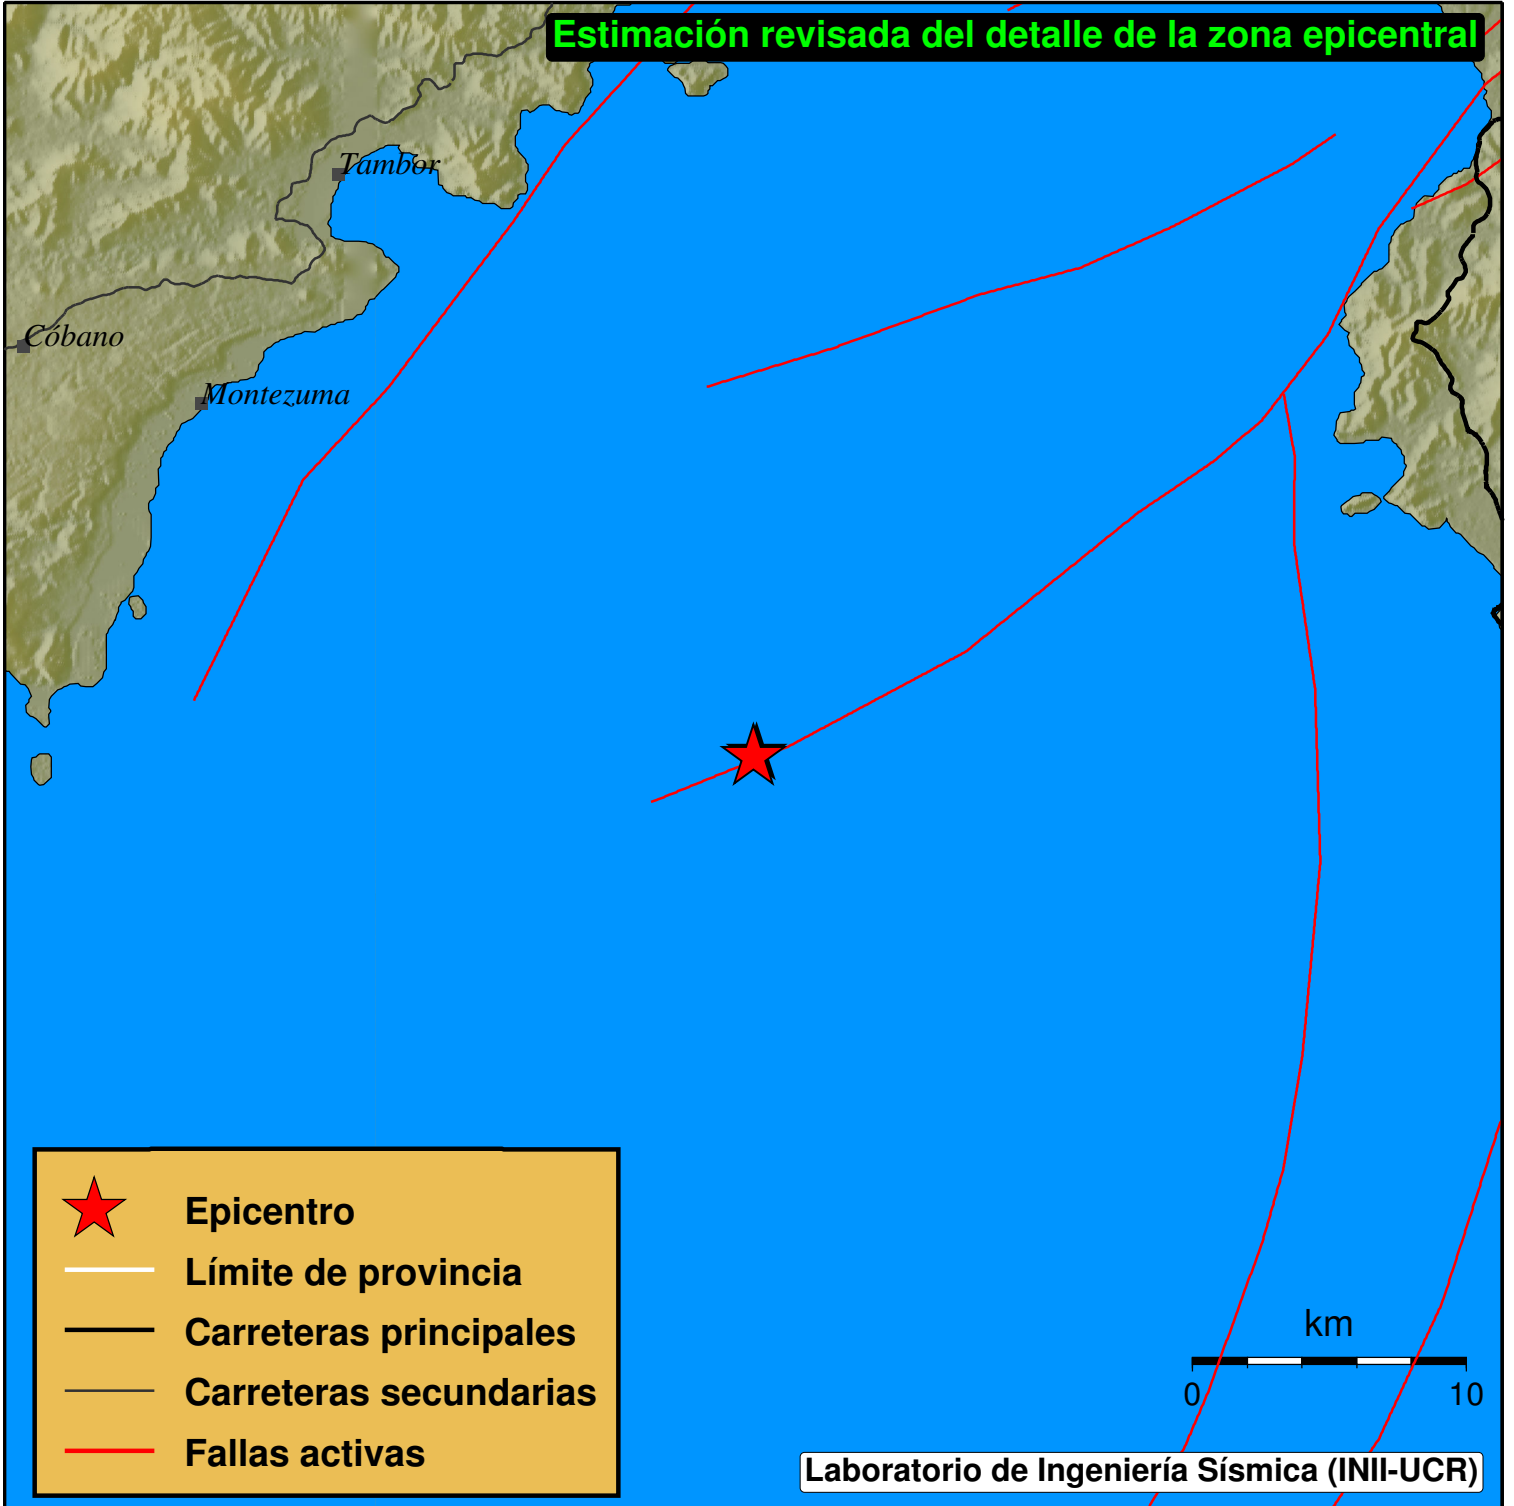 Estimación revisada del detalle de la zona epicentral
Tambor
Cóbano
Montezuma
Epicentro
Límite de provincia
Carreteras principales
Carreteras secundarias
Fallas activas
km
0 10
Laboratorio de Ingeniería Sísmica (INII-UCR)